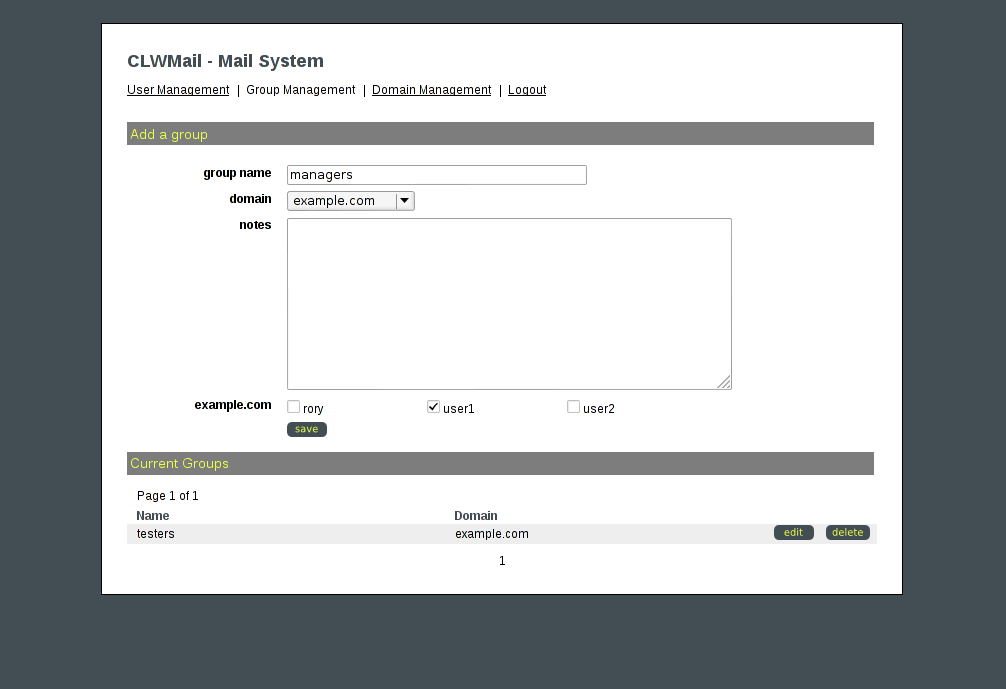 CLWMail - Mail System
User Management | Group Management | Domain Management | Logout
Add a group
group name managers
domain example.com
notes
example.com rory user1 user2
save
Current Groups
Page 1 of 1
Name Domain
testers example.com edit delete
1